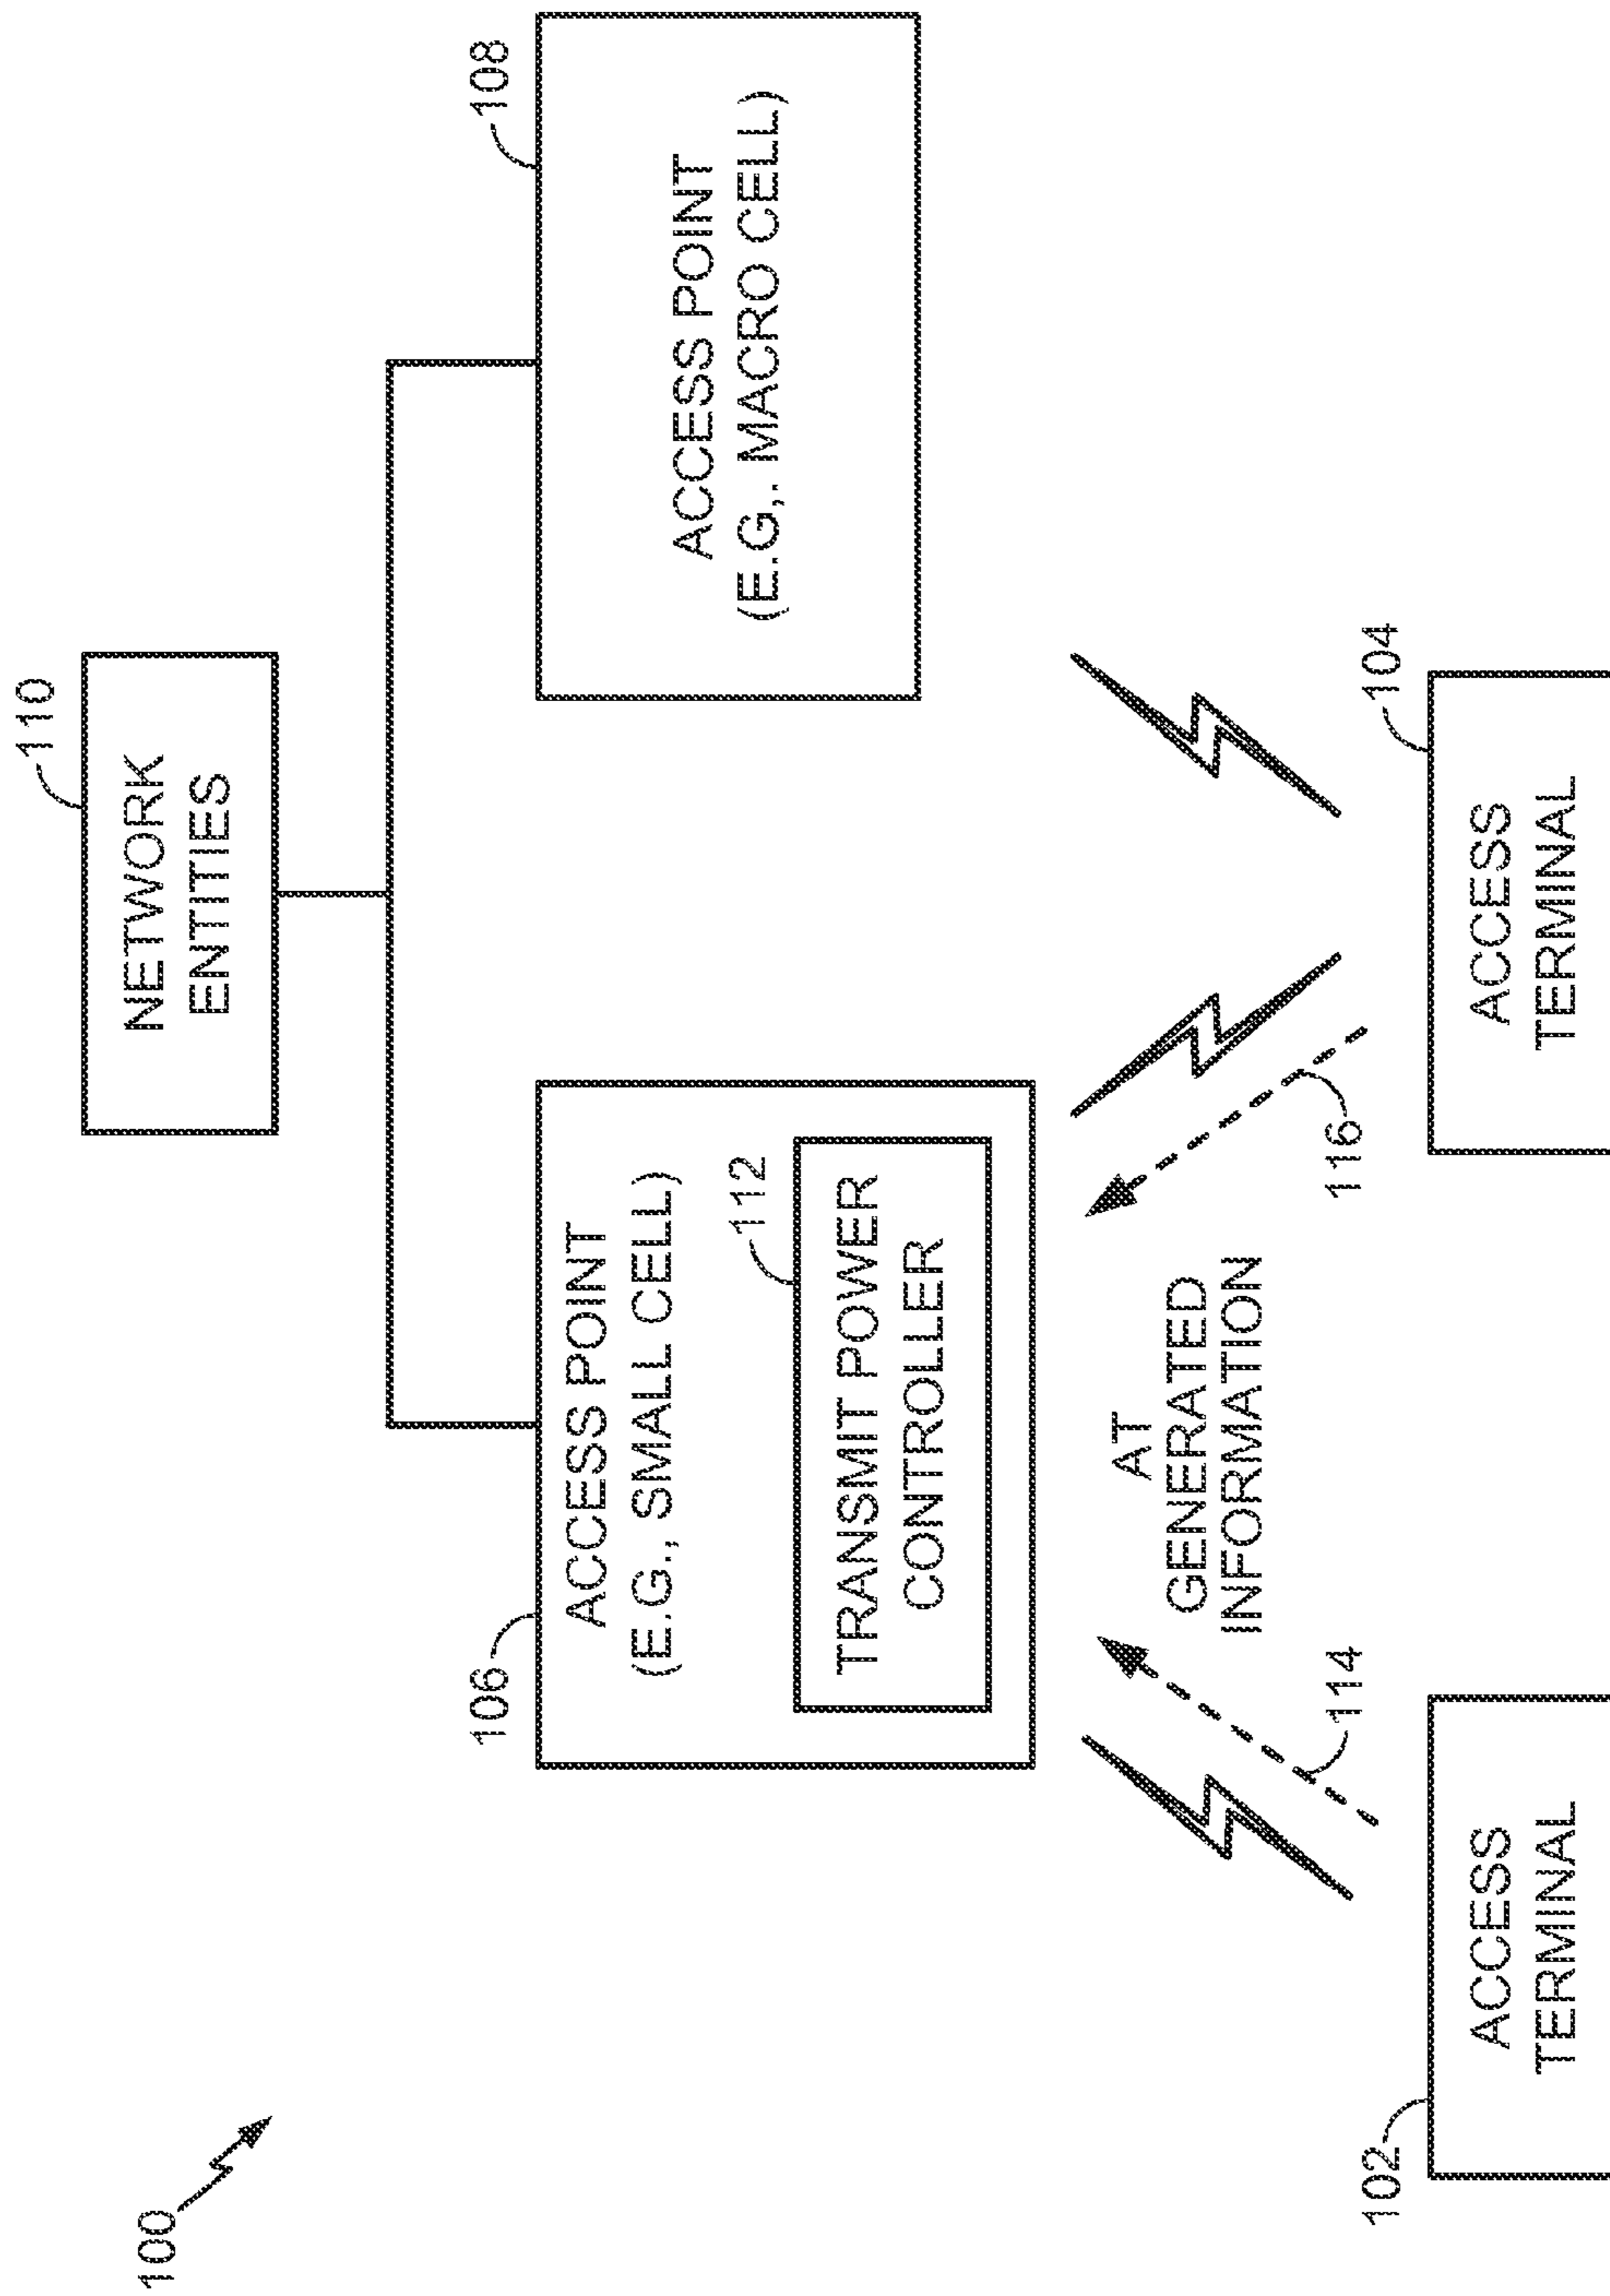 100
110
NETWORK
ENTITIES
106
ACCESS POINT
(E.G., SMALL CELL)
112
TRANSMIT POWER
CONTROLLER
108
ACCESS POINT
(E.G,. MACRO CELL)
AT
GENERATED
INFORMATION
114
116
102
ACCESS
TERMINAL
104
ACCESS
TERMINAL